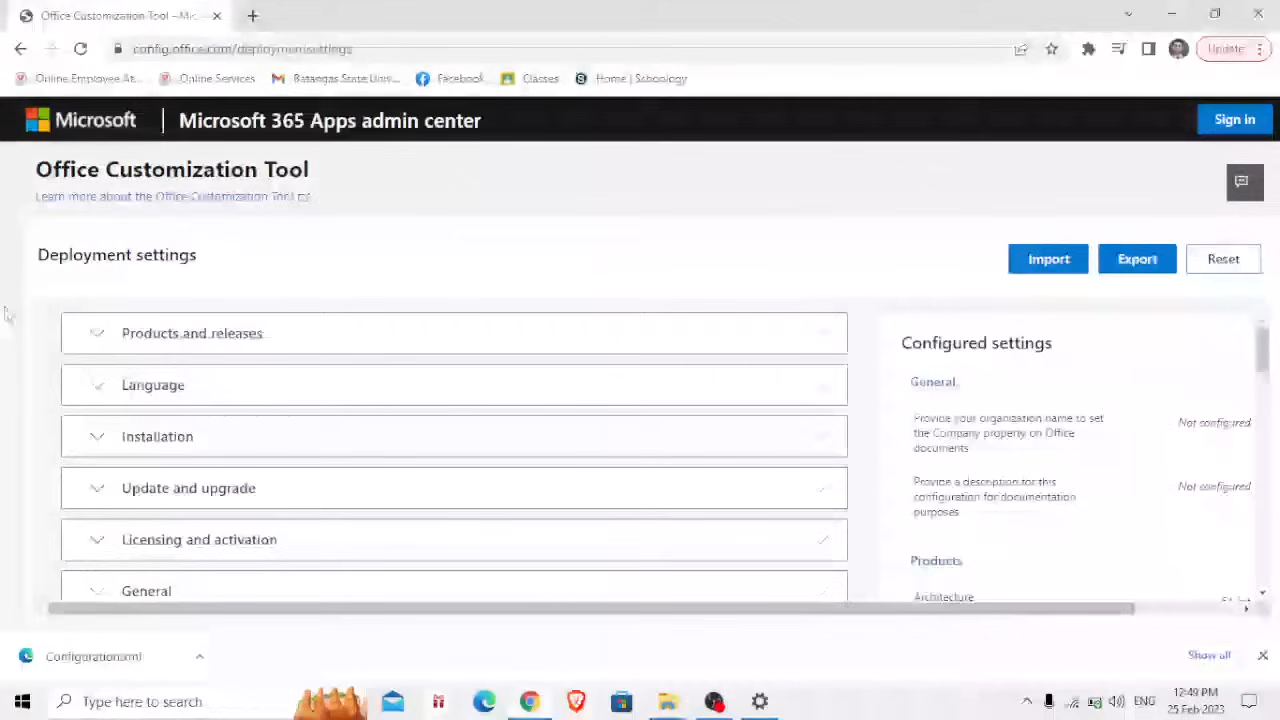 Office Customization Tool - Mic
config.office.com/deploymentsettings
Update
Online Employee At...
Online Services
Batangas State Univ...
Facebook
Classes
Home | Schoology
Microsoft
Microsoft 365 Apps admin center
Sign in
Office Customization Tool
Learn more about the Office Customization Tool
Deployment settings
Import
Export
Reset
Products and releases
Language
Installation
Update and upgrade
Licensing and activation
General
Configured settings
General
Provide your organization name to set
the Company property on Office
documents
Not configured
Provide a description for this
configuration for documentation
purposes
Not configured
Products
Architecture
Configuration.xml
Show all
Type here to search
ENG
12:49 PM
25 Feb 2023